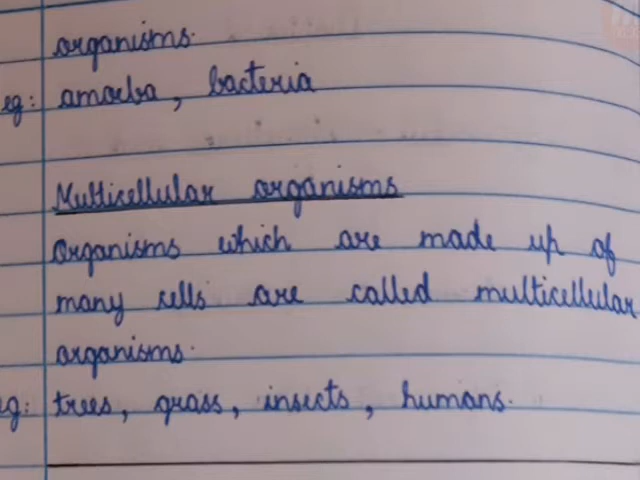 organisms.
eg: amoeba, bacteria
Multicellular organisms
organisms which are made up of
many cells are called multicellular
organisms.
eg: trees, grass, insects, humans.